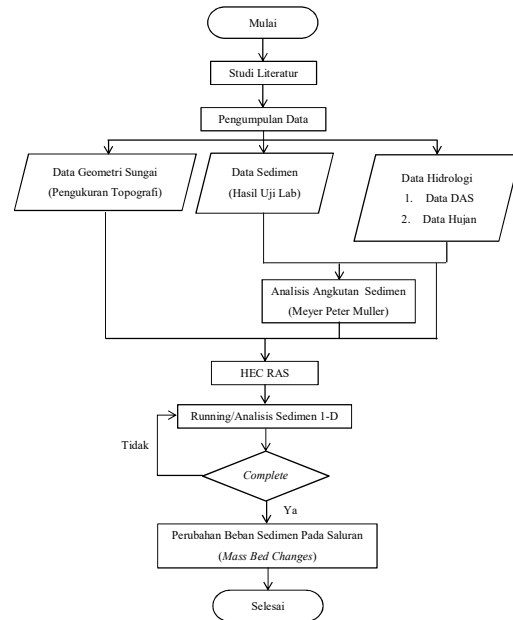 Mulai
Studi Literatur
Pengumpulan Data
Data Geometri Sungai
(Pengukuran Topografi)
Data Sedimen
(Hasil Uji Lab)
Data Hidrologi
1. Data DAS
2. Data Hujan
Analisis Angkutan Sedimen
(Meyer Peter Muller)
HEC RAS
Running/Analisis Sedimen 1-D
Tidak
Complete
Ya
Perubahan Beban Sedimen Pada Saluran
(Mass Bed Changes)
Selesai